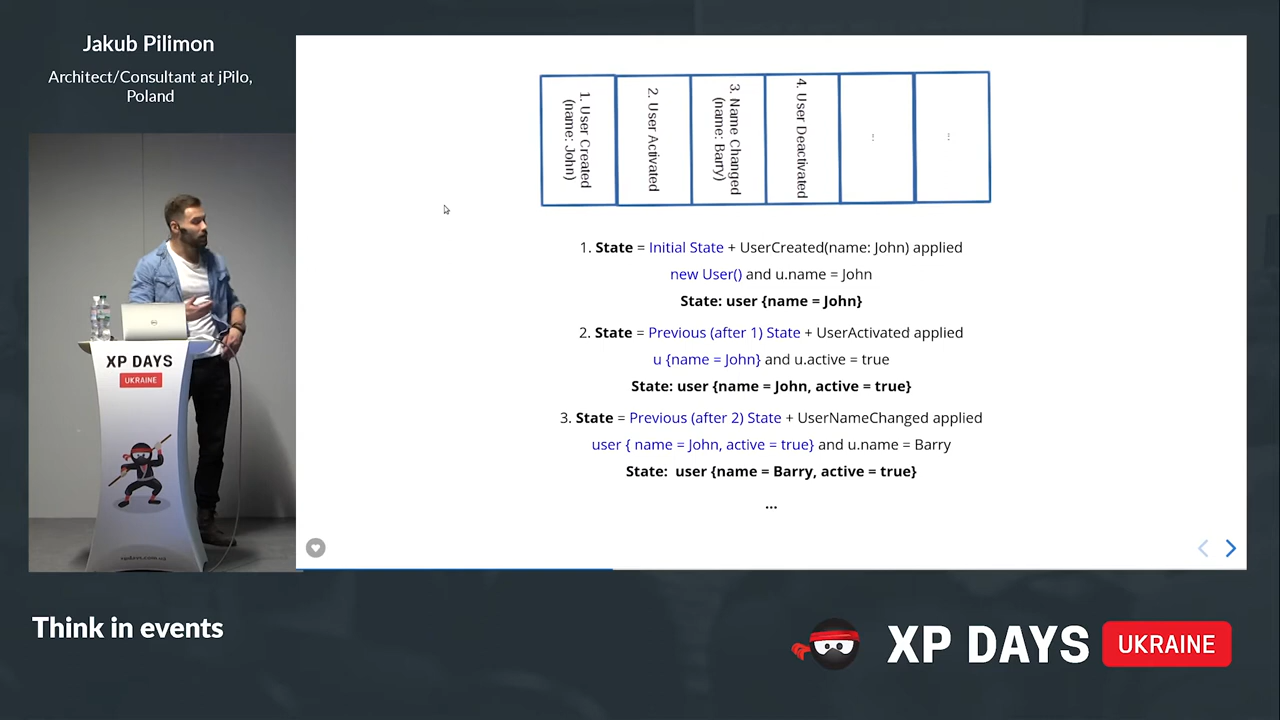 Jakub Pilimon
Architect/Consultant at jPilo,
Poland
1. User Created
(name: John)
2. User Activated
3. Name Changed
(name: Barry)
4. User Deactivated
...
...
1. State = Initial State + UserCreated(name: John) applied
new User() and u.name = John
State: user {name = John}
2. State = Previous (after 1) State + UserActivated applied
u {name = John} and u.active = true
State: user {name = John, active = true}
3. State = Previous (after 2) State + UserNameChanged applied
user { name = John, active = true} and u.name = Barry
State:  user {name = Barry, active = true}
...
XP DAYS
UKRAINE
Think in events
XP DAYS
UKRAINE